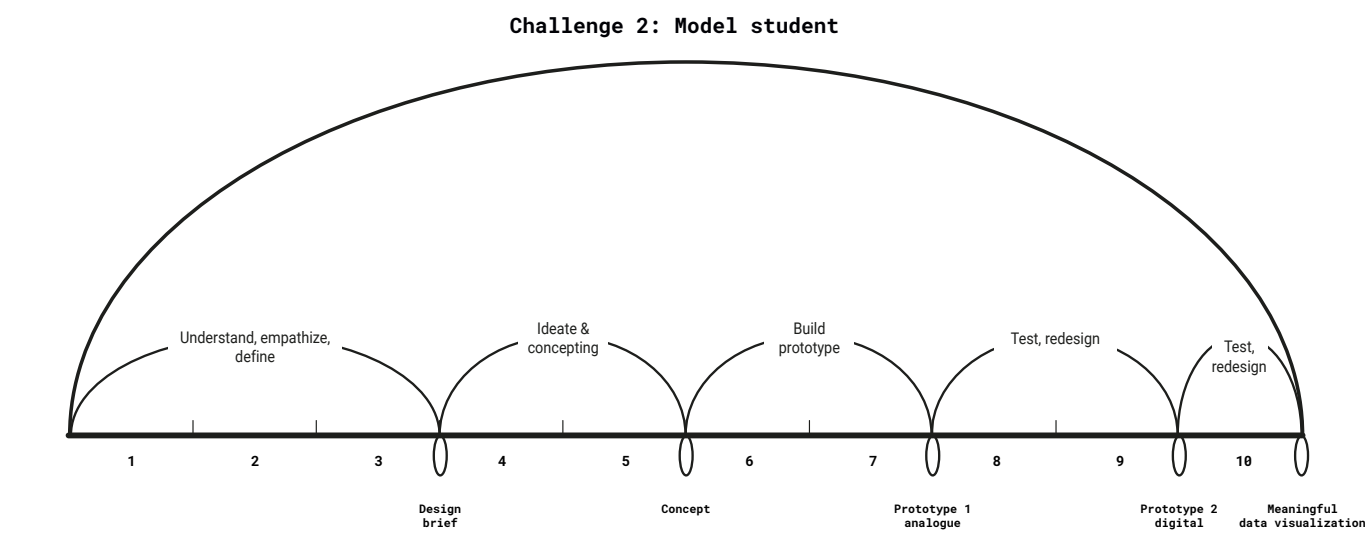 Challenge 2: Model student
Understand, empathize,
define
Ideate &
concepting
Build
prototype
Test, redesign
Test,
redesign
1
2
3
4
5
6
7
8
9
10
Design
brief
Concept
Prototype 1
analogue
Prototype 2
digital
Meaningful
data visualization